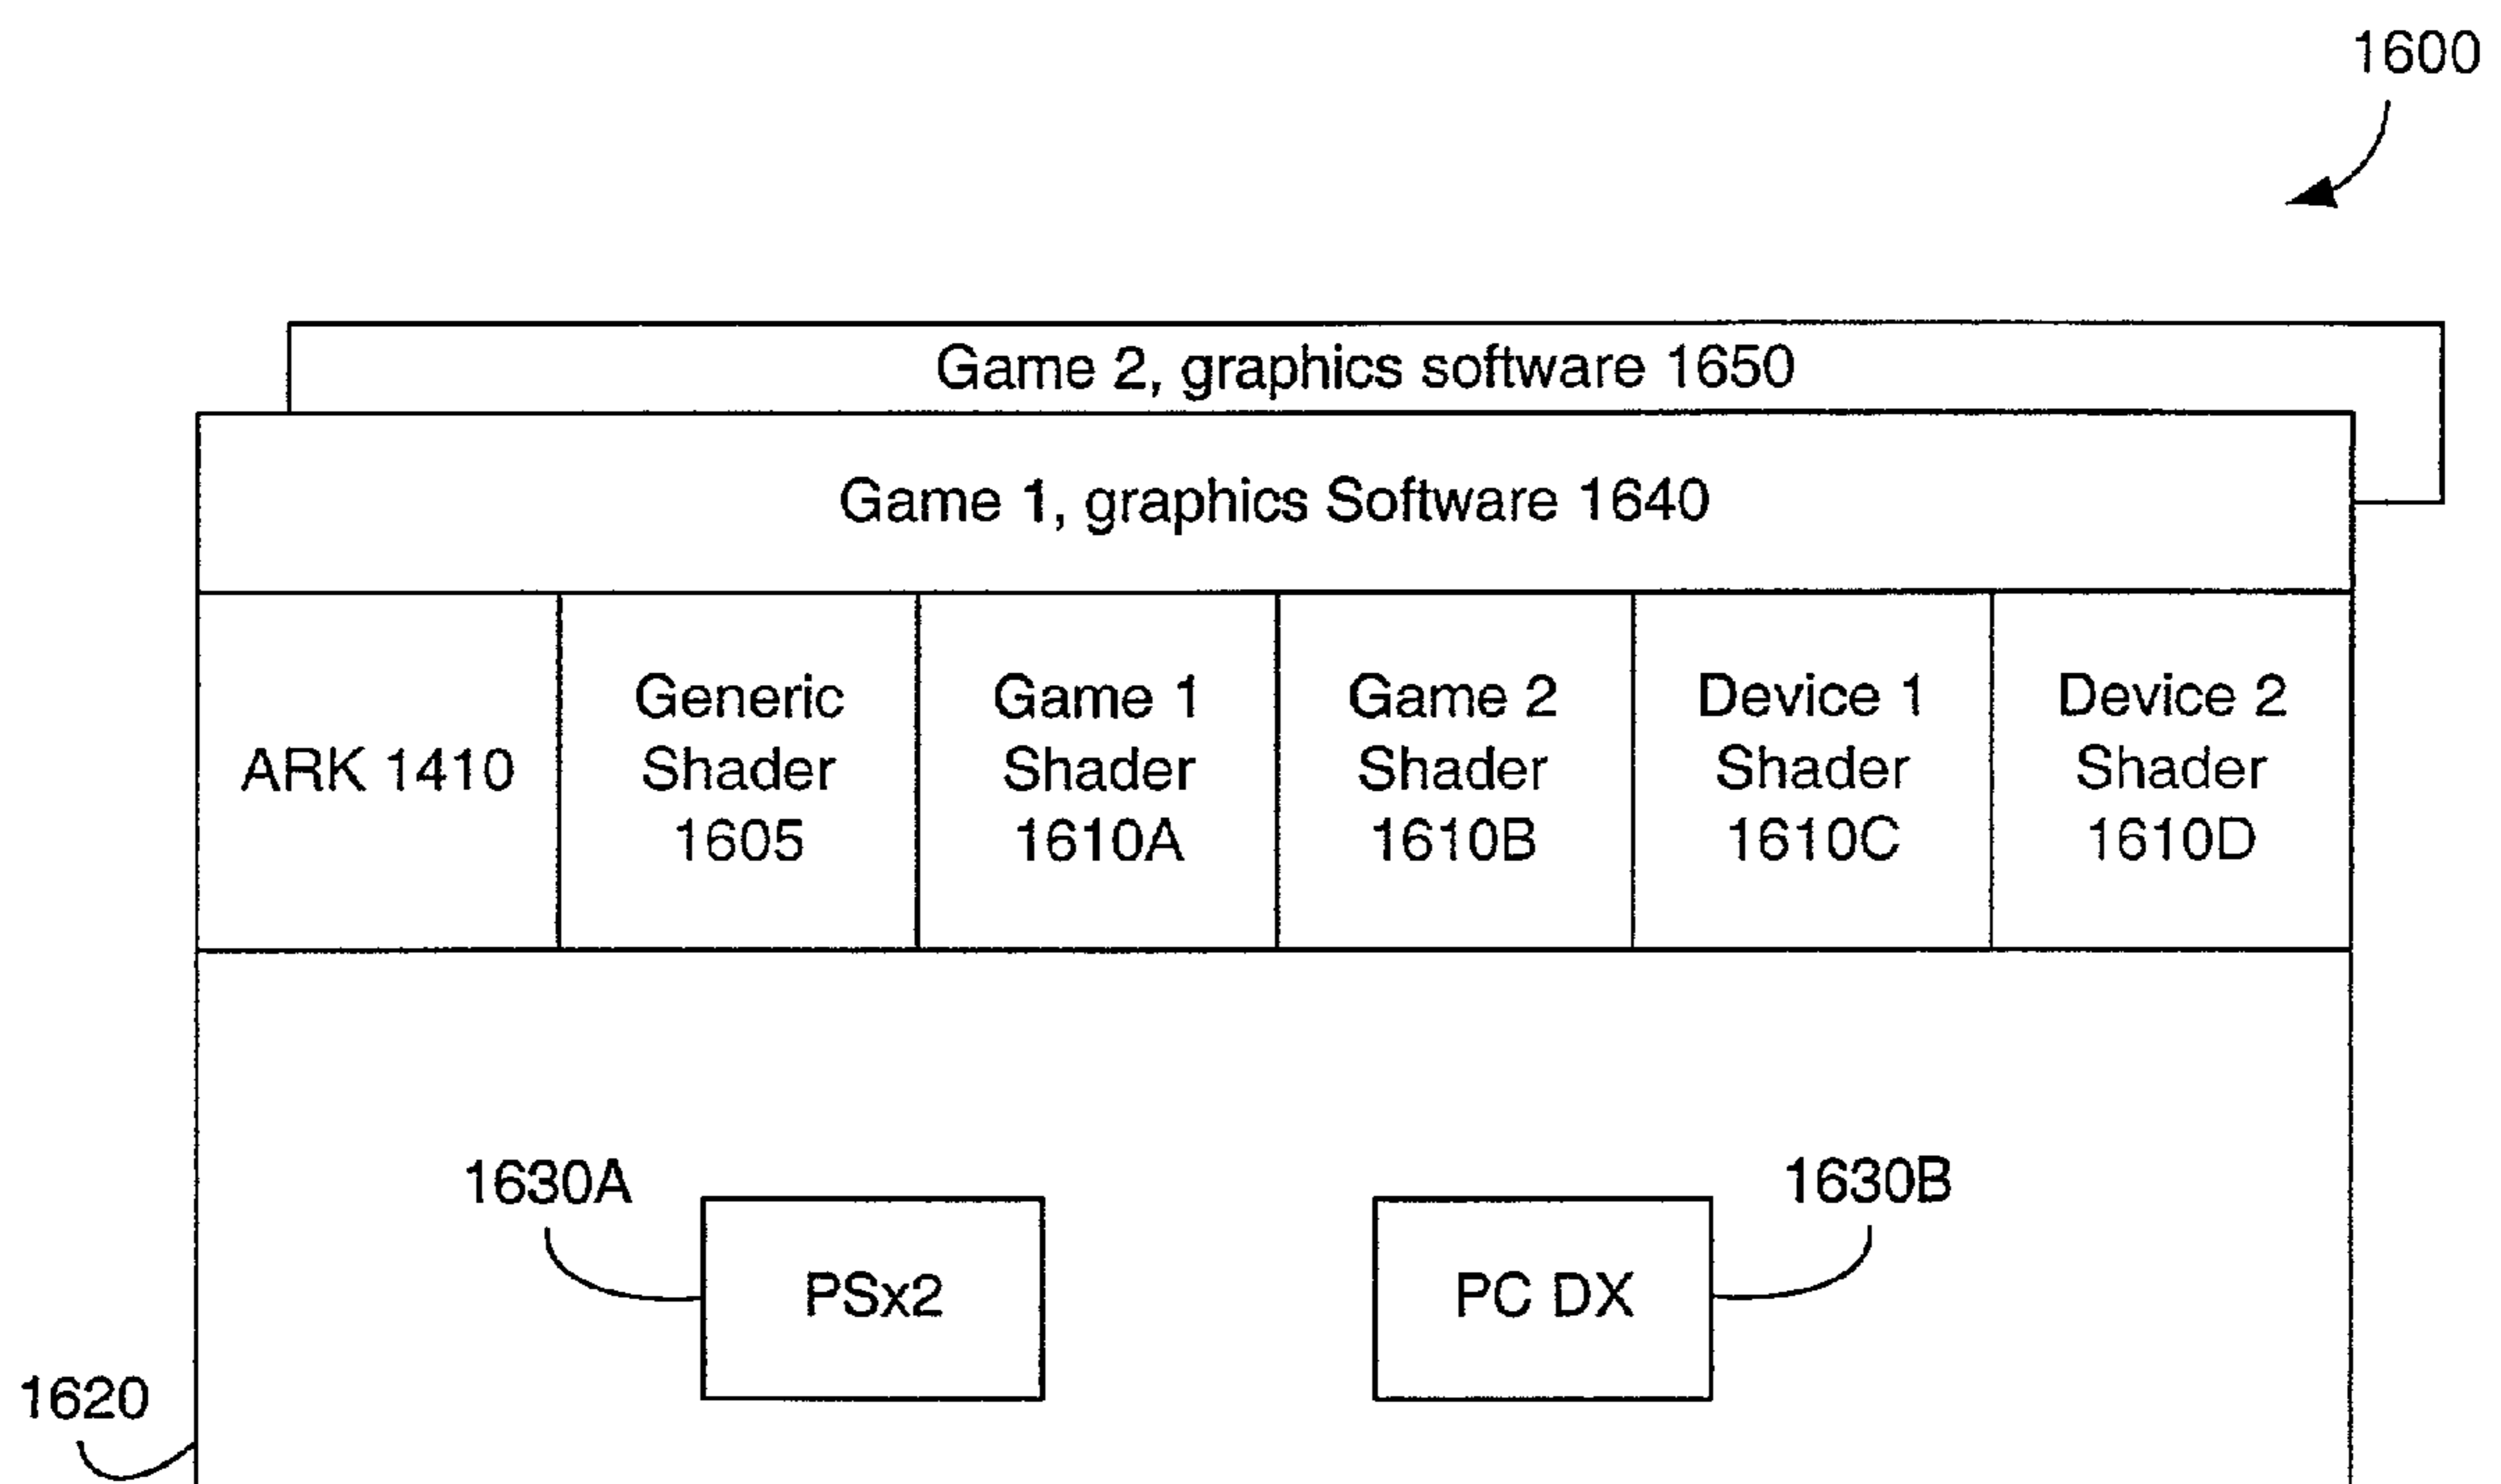 1600
Game 2, graphics software 1650
Game 1, graphics Software 1640
ARK 1410
Generic
Shader
1605
Game 1
Shader
1610A
Game 2
Shader
1610B
Device 1
Shader
1610C
Device 2
Shader
1610D
1630A
PSx2
PC DX
1630B
1620